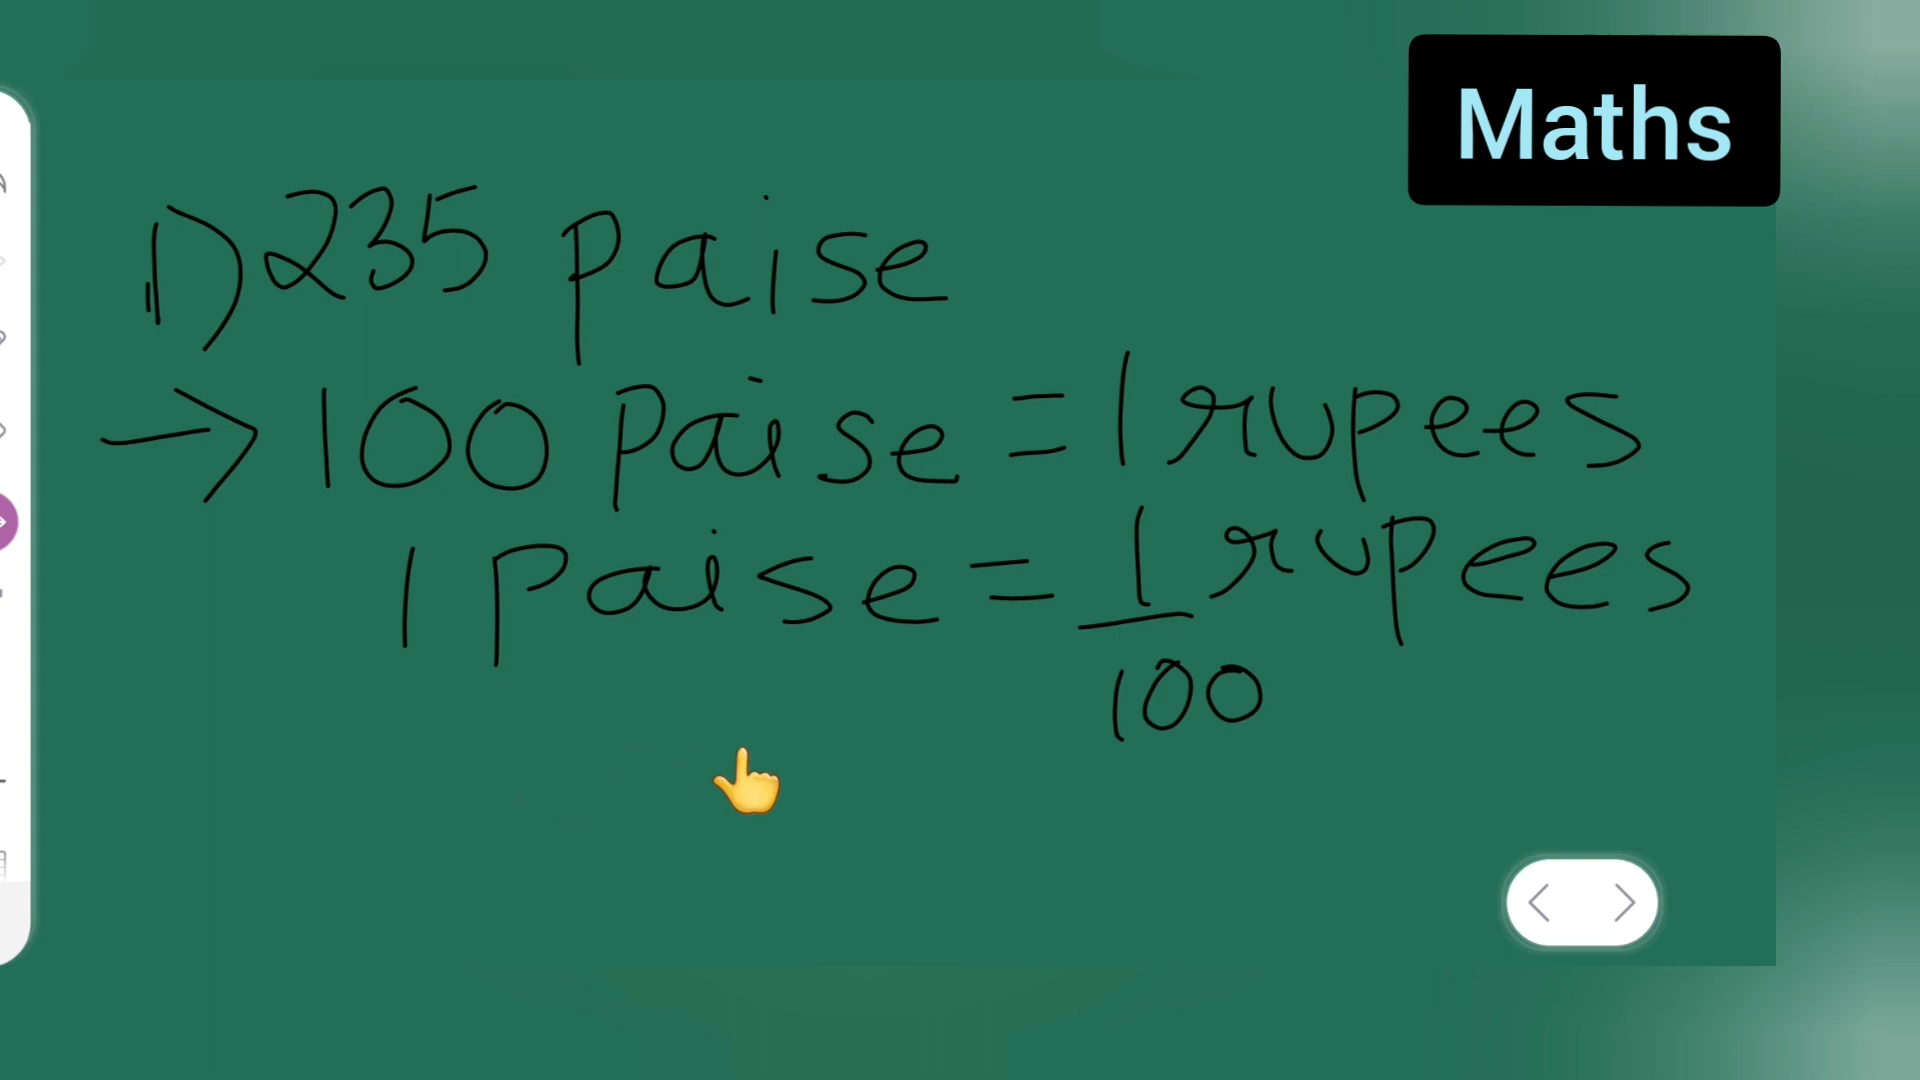 Maths
1) 235 paise
→ 100 Paise = 1 rupees
1 Paise = 1/100 rupees